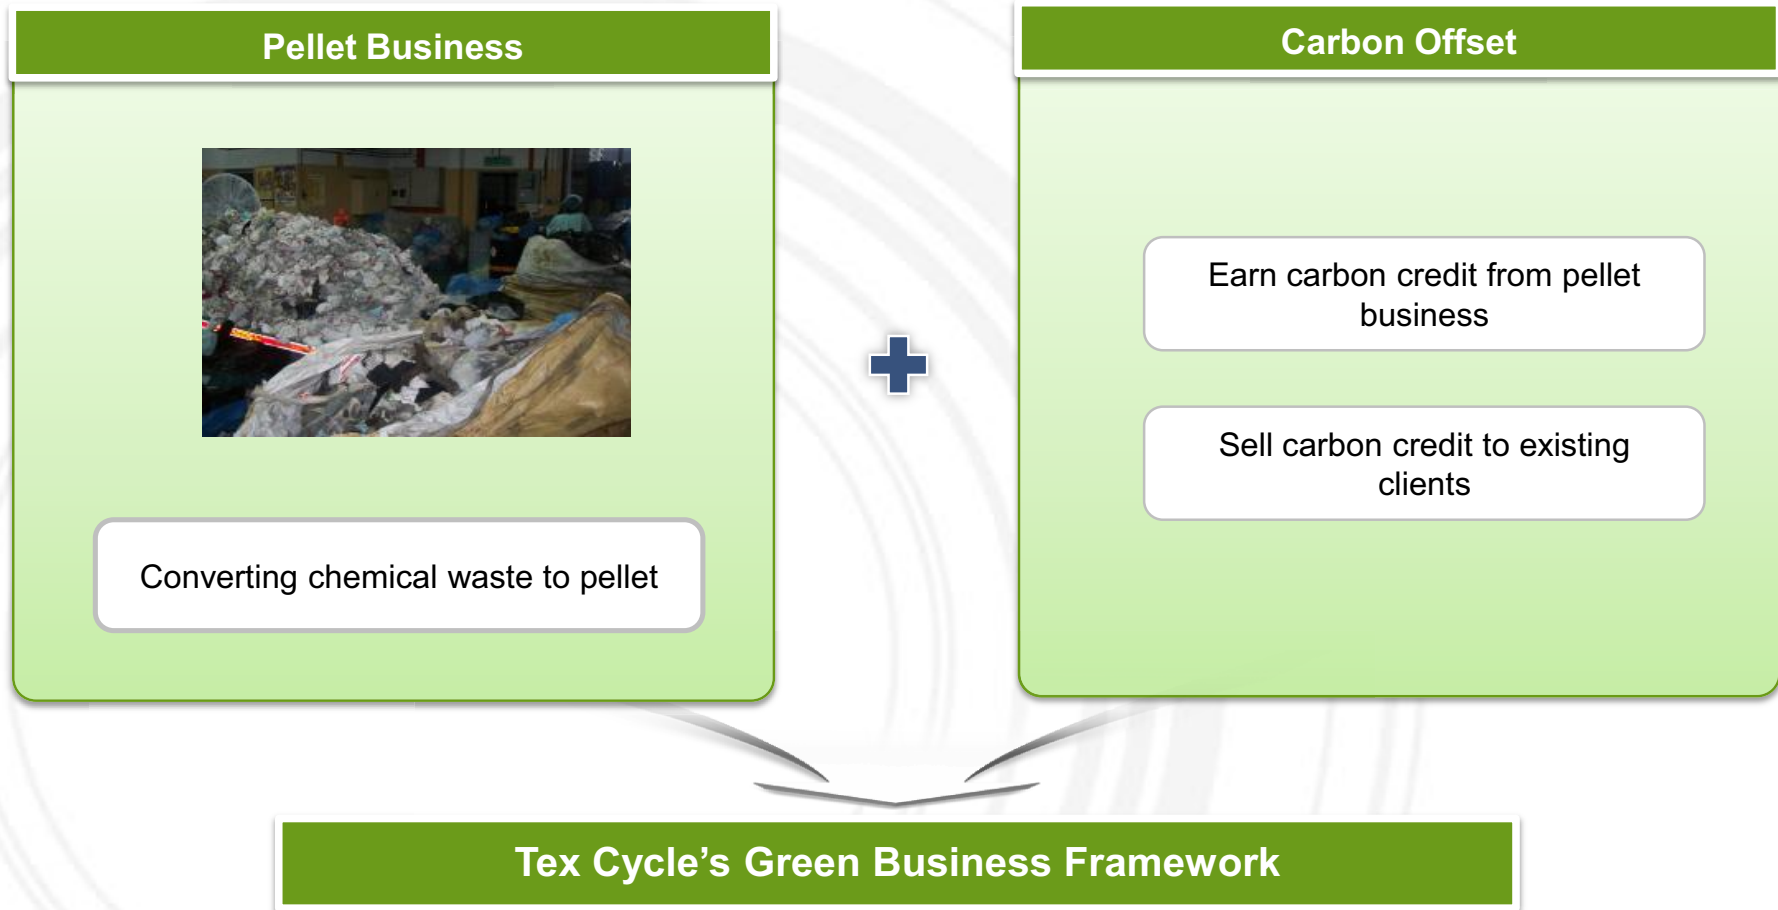 Pellet Business
Carbon Offset
Earn carbon credit from pellet
business
Sell carbon credit to existing
clients
Converting chemical waste to pellet
Tex Cycle’s Green Business Framework